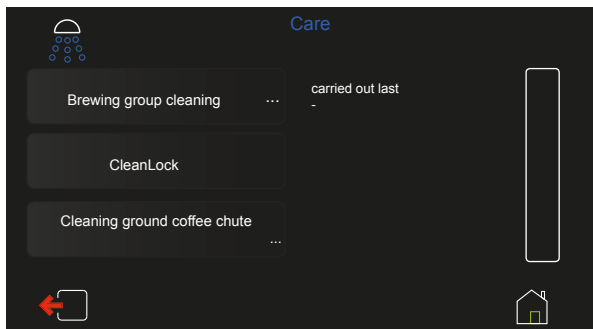 Care
Brewing group cleaning ...
carried out last
-
CleanLock
Cleaning ground coffee chute
...